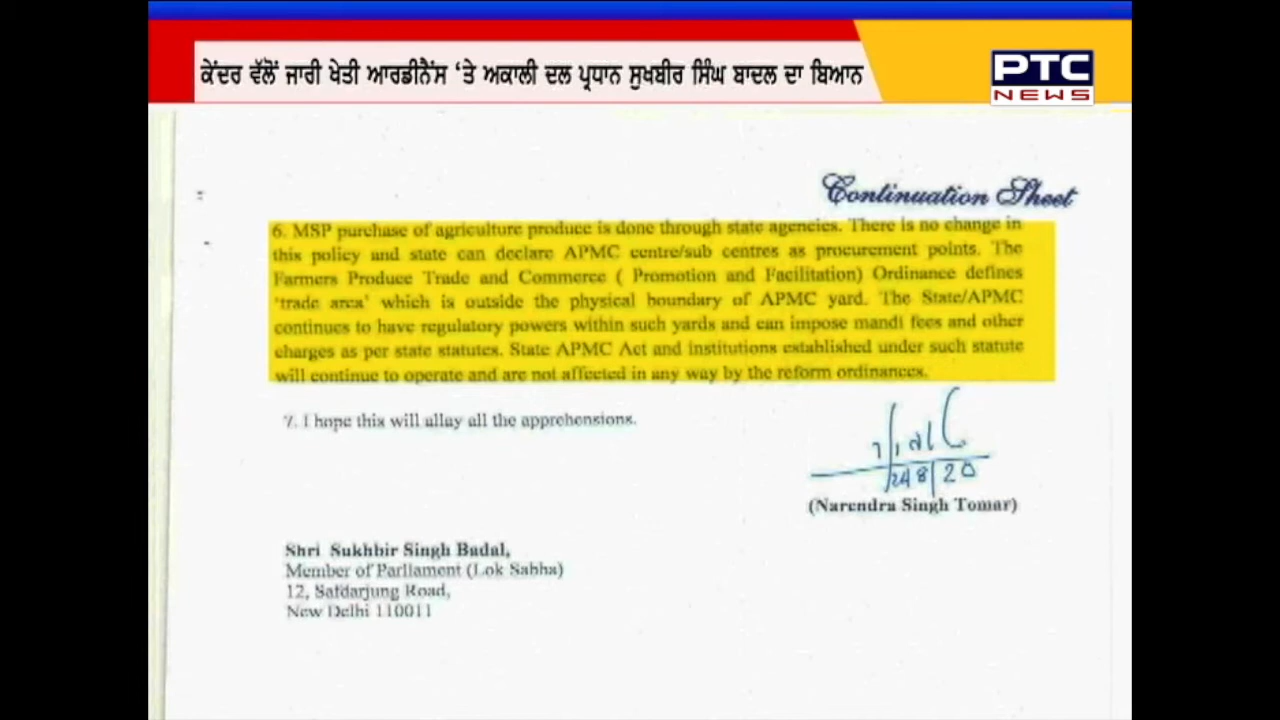 ਕੇਂਦਰ ਵੱਲੋਂ ਜਾਰੀ ਖੇਤੀ ਆਰਡੀਨੈਂਸ ‘ਤੇ ਅਕਾਲੀ ਦਲ ਪ੍ਰਧਾਨ ਸੁਖਬੀਰ ਸਿੰਘ ਬਾਦਲ ਦਾ ਬਿਆਨ
PTC
NEWS
Continuation Sheet
6. MSP purchase of agriculture produce is done through state agencies. There is no change in
this policy and state can declare APMC centre/sub centres as procurement points. The
Farmers Produce Trade and Commerce ( Promotion and Facilitation) Ordinance defines
‘trade area’ which is outside the physical boundary of APMC yard. The State/APMC
continues to have regulatory powers within such yards and can impose mandi fees and other
charges as per state statutes. State APMC Act and institutions established under such statute
will continue to operate and are not affected in any way by the reform ordinances.
7. I hope this will allay all the apprehensions.
24/8/20
(Narendra Singh Tomar)
Shri Sukhbir Singh Badal,
Member of Parliament (Lok Sabha)
12, Safdarjung Road,
New Delhi 110011